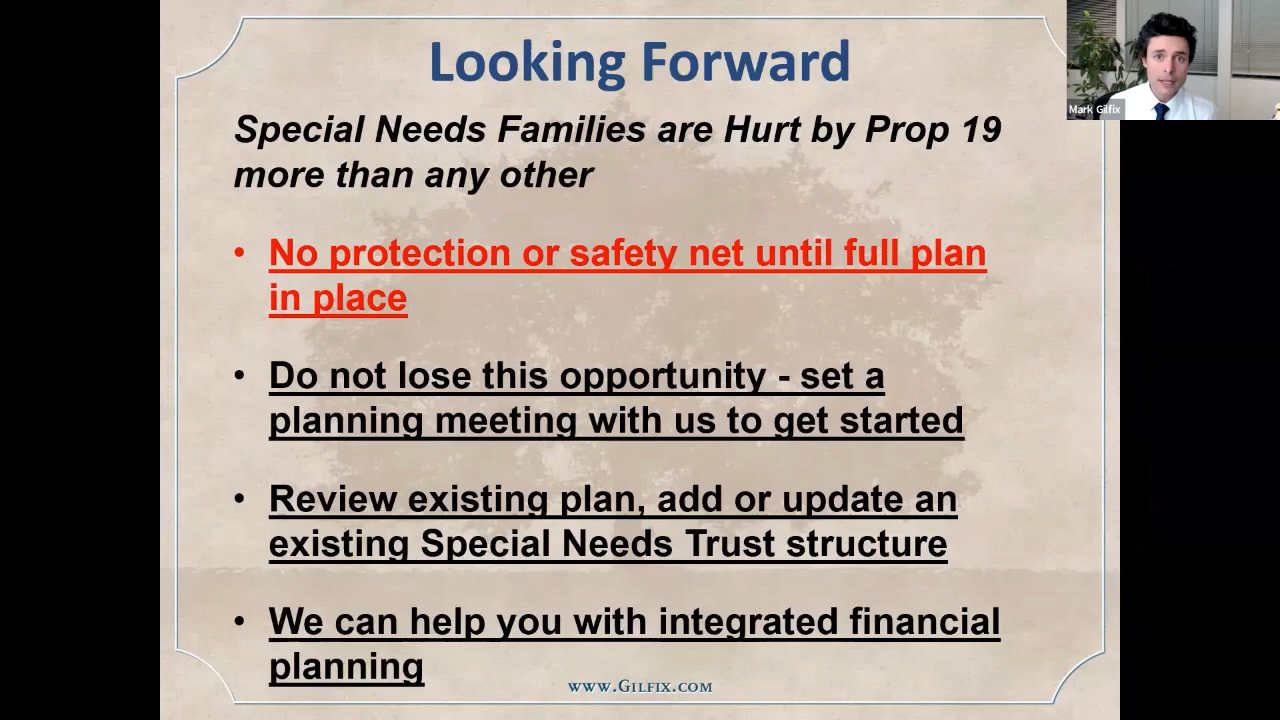 Looking Forward
Mark Gilfix
Special Needs Families are Hurt by Prop 19
more than any other
• No protection or safety net until full plan
in place
• Do not lose this opportunity - set a
planning meeting with us to get started
• Review existing plan, add or update an
existing Special Needs Trust structure
• We can help you with integrated financial
planning
www.Gilfix.com